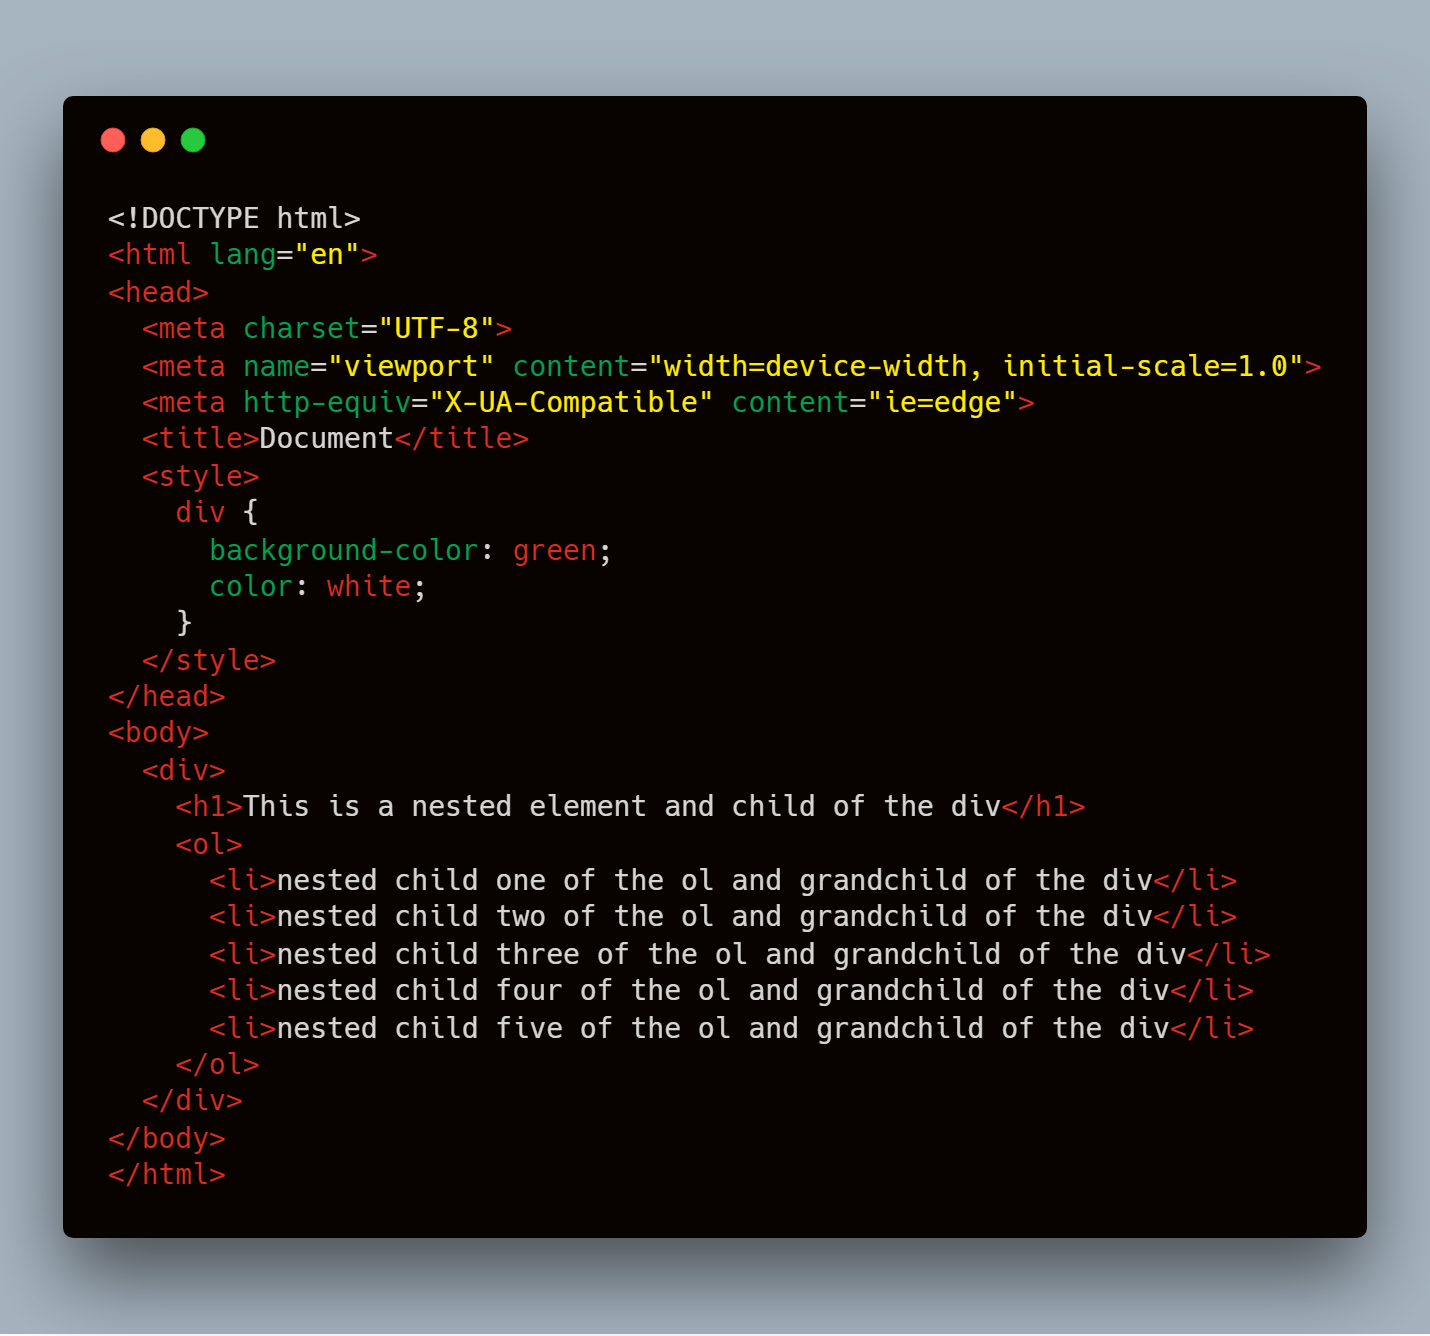 <!DOCTYPE html>
<html lang="en">
<head>
  <meta charset="UTF-8">
  <meta name="viewport" content="width=device-width, initial-scale=1.0">
  <meta http-equiv="X-UA-Compatible" content="ie=edge">
  <title>Document</title>
  <style>
    div {
      background-color: green;
      color: white;
    }
  </style>
</head>
<body>
  <div>
    <h1>This is a nested element and child of the div</h1>
    <ol>
      <li>nested child one of the ol and grandchild of the div</li>
      <li>nested child two of the ol and grandchild of the div</li>
      <li>nested child three of the ol and grandchild of the div</li>
      <li>nested child four of the ol and grandchild of the div</li>
      <li>nested child five of the ol and grandchild of the div</li>
    </ol>
  </div>
</body>
</html>